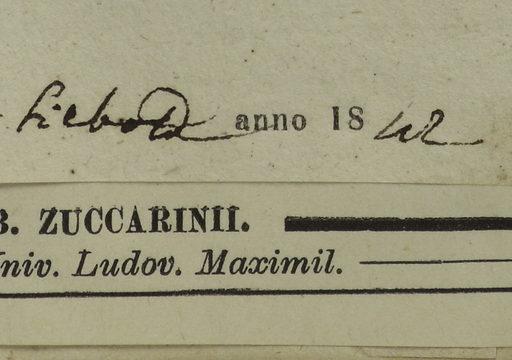 Siebold anno 1842
B. ZUCCARINII.
Univ. Ludov. Maximil.